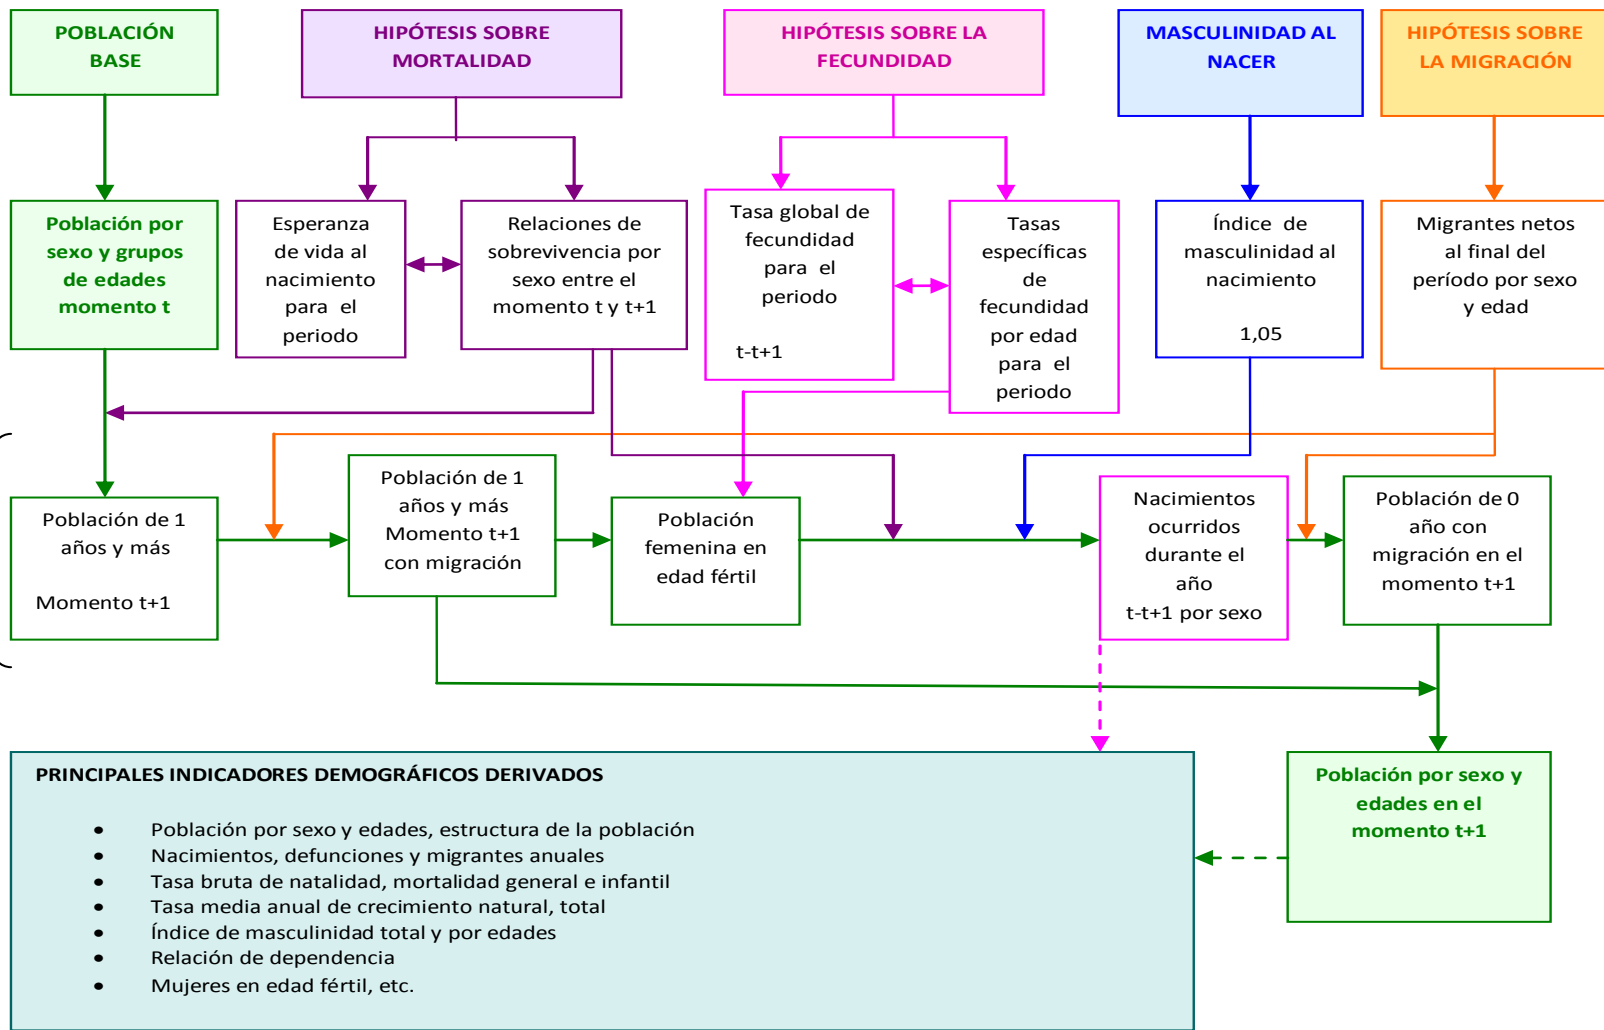 POBLACIÓN
BASE
HIPÓTESIS SOBRE
MORTALIDAD
HIPÓTESIS SOBRE LA
FECUNDIDAD
MASCULINIDAD AL
NACER
HIPÓTESIS SOBRE
LA MIGRACIÓN
Población por
sexo y grupos
de edades
momento t
Esperanza
de vida al
nacimiento
para el
periodo
Relaciones de
sobrevivencia por
sexo entre el
momento t y t+1
Tasa global de
fecundidad
para el
periodo
t-t+1
Tasas
específicas
de
fecundidad
por edad
para el
periodo
Índice de
masculinidad al
nacimiento
1,05
Migrantes netos
al final del
período por sexo
y edad
Población de 1
años y más
Momento t+1
Población de 1
años y más
Momento t+1
con migración
Población
femenina en
edad fértil
Nacimientos
ocurridos
durante el
año
t-t+1 por sexo
Población de 0
año con
migración en el
momento t+1
PRINCIPALES INDICADORES DEMOGRÁFICOS DERIVADOS
• Población por sexo y edades, estructura de la población
• Nacimientos, defunciones y migrantes anuales
• Tasa bruta de natalidad, mortalidad general e infantil
• Tasa media anual de crecimiento natural, total
• Índice de masculinidad total y por edades
• Relación de dependencia
• Mujeres en edad fértil, etc.
Población por sexo y
edades en el
momento t+1